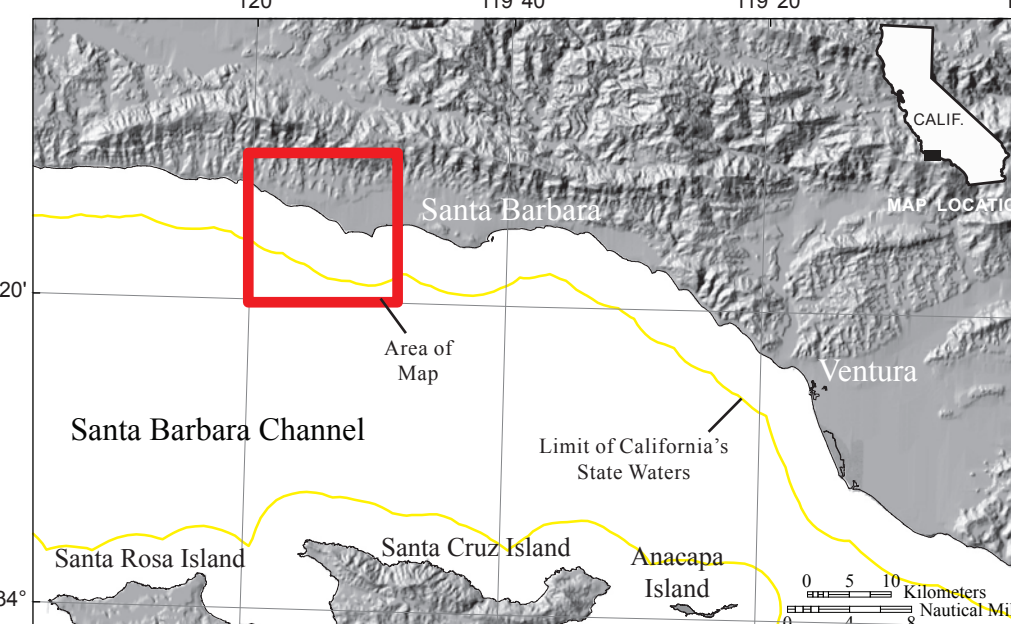 120
119 40
119 20
CALIF.
MAP LOCATIO
Santa Barbara
20'
Area of
Map
Ventura
Santa Barbara Channel
Limit of California's
State Waters
Santa Rosa Island
Santa Cruz Island
Anacapa
Island
0 5 10 Kilometers
Nautical Mil
0 4 8
34°